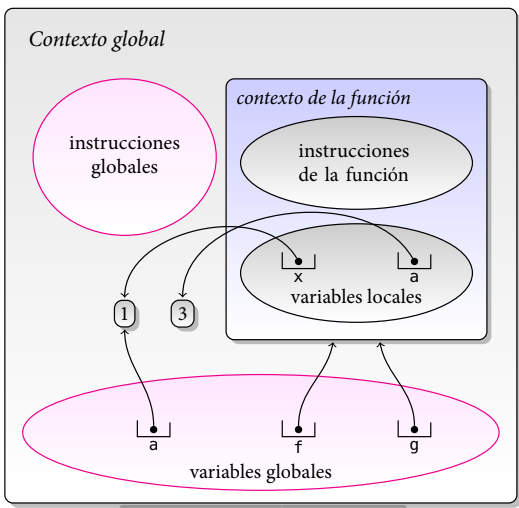 Contexto global
contexto de la función
instrucciones
globales
instrucciones
de la función
x
a
variables locales
1
3
a
f
g
variables globales